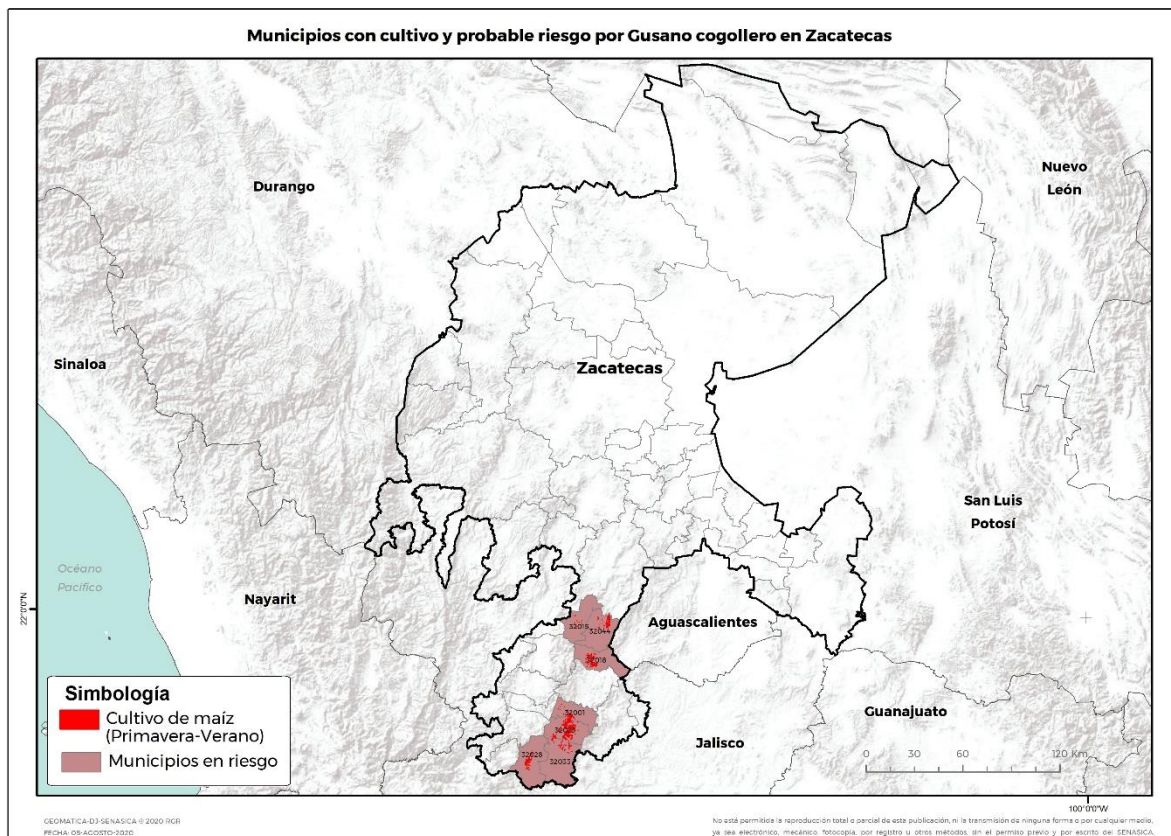 Municipios con cultivo y probable riesgo por Gusano cogollero en Zacatecas
Nuevo
León
Durango
Sinaloa
Zacatecas
San Luis
Potosí
Océano
Pacífico
Nayarit
22°0'0"N
Aguascalientes
32015
32044
32018
Simbología
Cultivo de maíz
(Primavera-Verano)
Municipios en riesgo
32001
32028
32033
Guanajuato
Jalisco
0 30 60 120 Km
100°0'0"W
GEOMATICA-DJ-SENASICA © 2020 RGR
FECHA: 05-AGOSTO-2020
No está permitida la reproducción total o parcial de esta publicación, ni la transmisión de ninguna forma o por cualquier medio,
ya sea electrónico, mecánico, fotocopia, por registro u otros métodos, sin el permiso previo y por escrito del SENASICA.